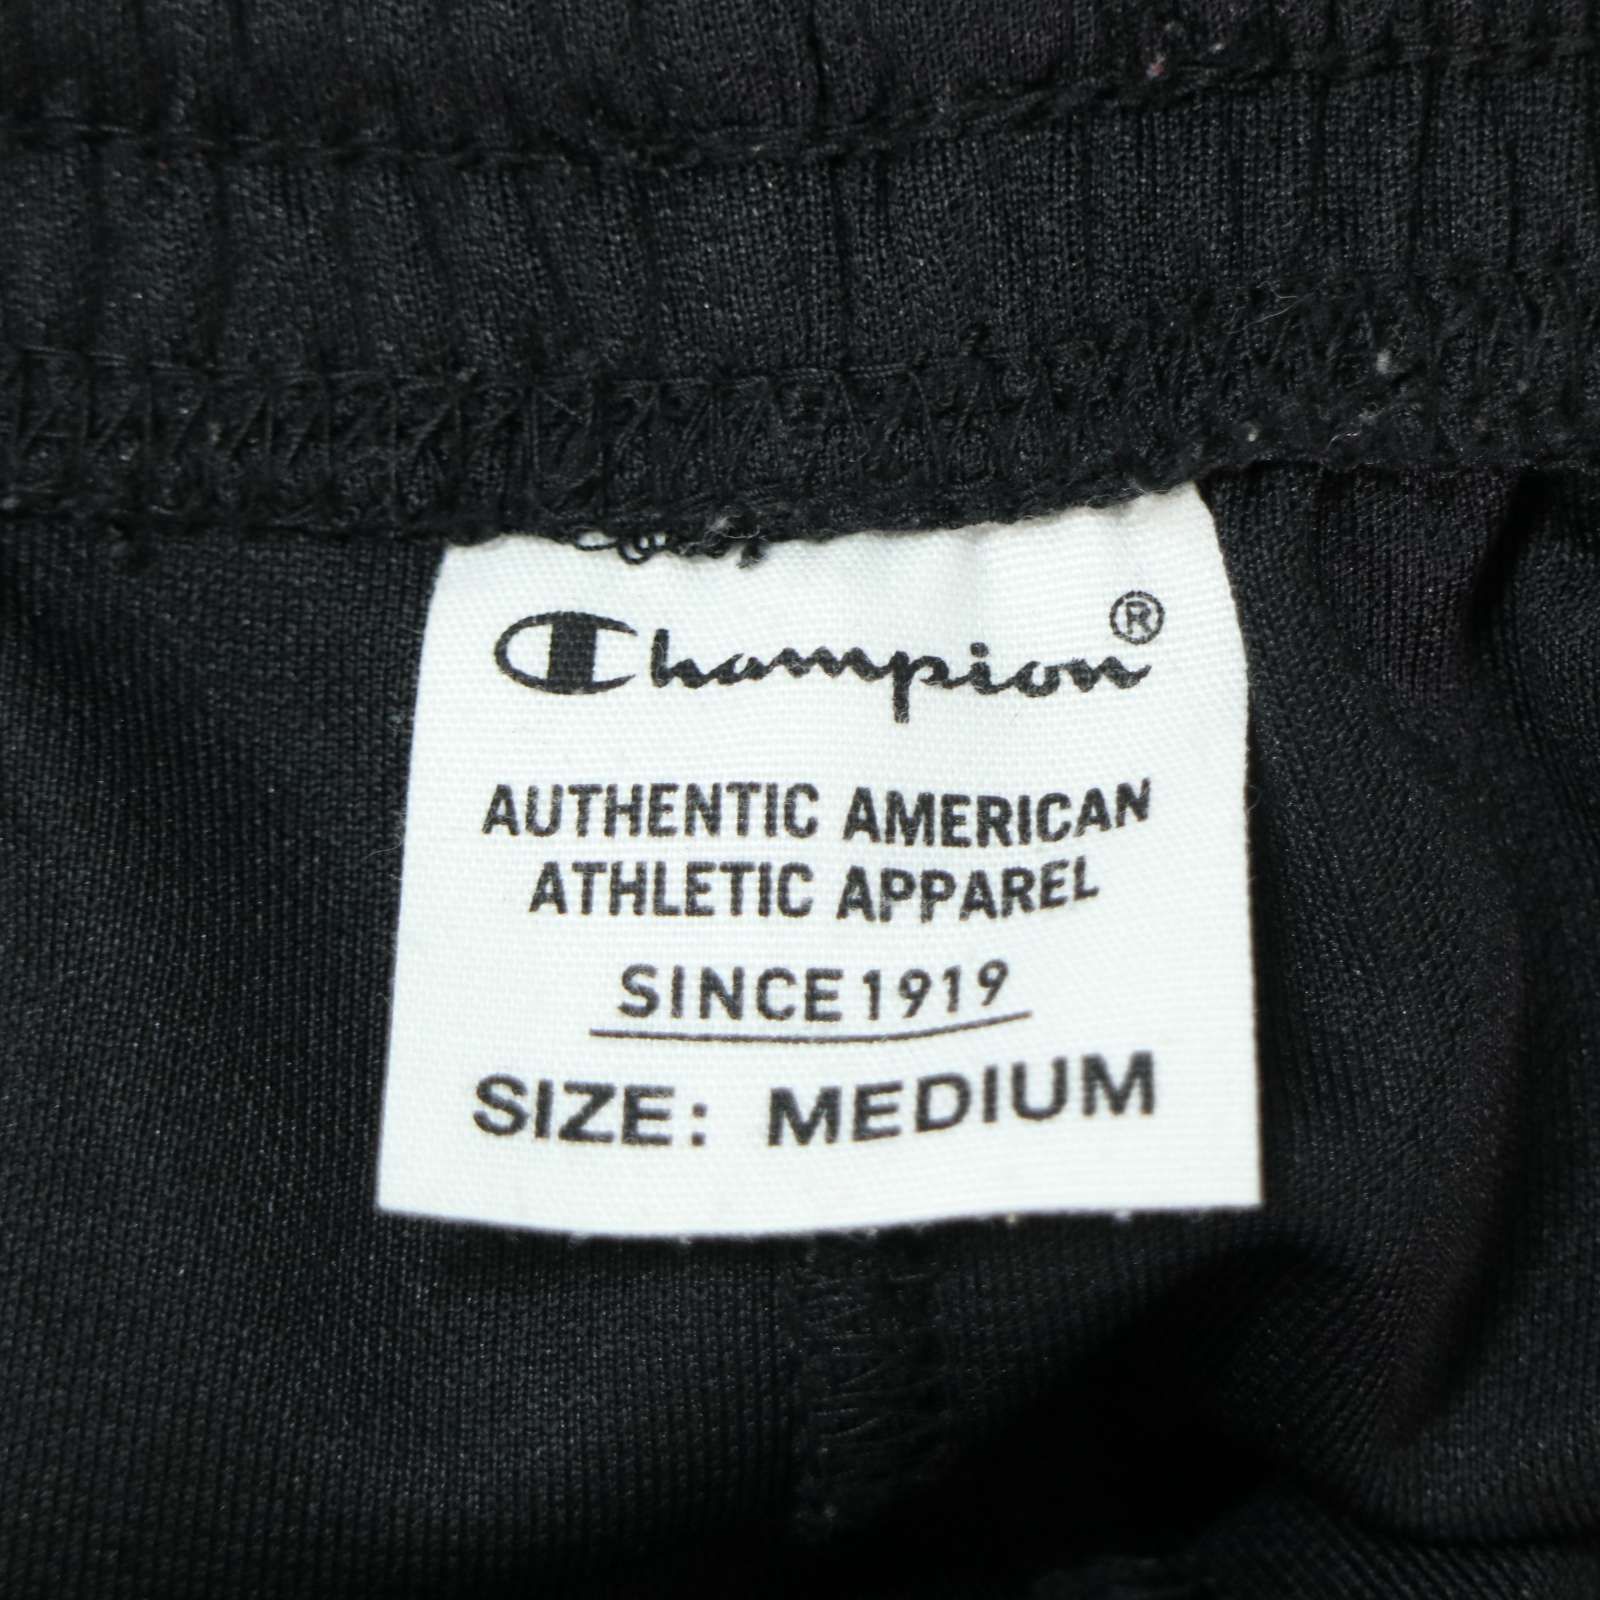 Champion®
AUTHENTIC AMERICAN
ATHLETIC APPAREL
SINCE 1919
SIZE: MEDIUM